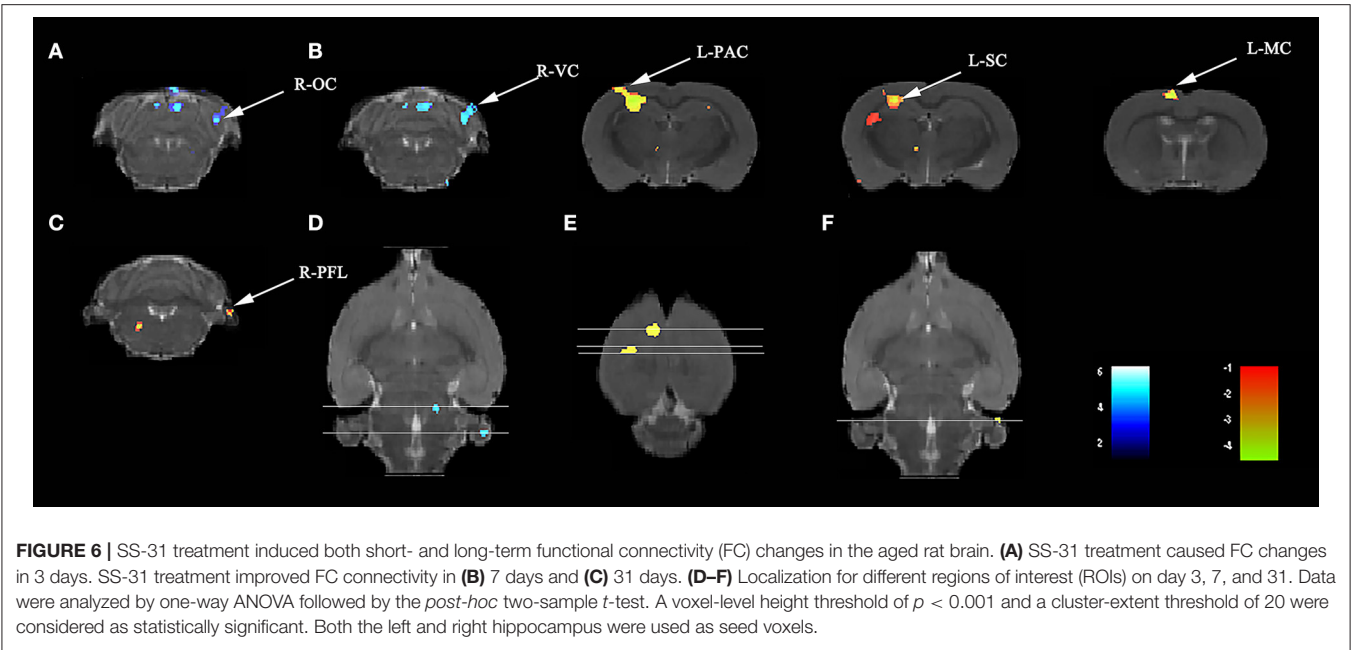 A
B
L-PAC
L-SC
L-MC
R-OC
R-VC
C
D
E
F
R-PFL
6
4
2
-1
-2
-3
-4
FIGURE 6 | SS-31 treatment induced both short- and long-term functional connectivity (FC) changes in the aged rat brain. (A) SS-31 treatment caused FC changes
in 3 days. SS-31 treatment improved FC connectivity in (B) 7 days and (C) 31 days. (D–F) Localization for different regions of interest (ROIs) on day 3, 7, and 31. Data
were analyzed by one-way ANOVA followed by the post-hoc two-sample t-test. A voxel-level height threshold of p < 0.001 and a cluster-extent threshold of 20 were
considered as statistically significant. Both the left and right hippocampus were used as seed voxels.